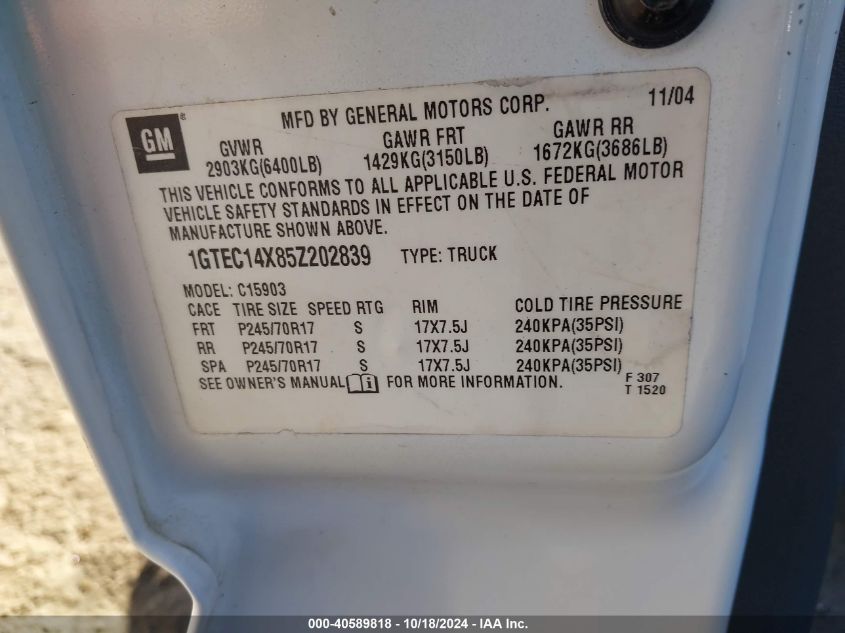 GM ®
MFD BY GENERAL MOTORS CORP. 11/04
GVWR GAWR FRT GAWR RR
2903KG(6400LB) 1429KG(3150LB) 1672KG(3686LB)
THIS VEHICLE CONFORMS TO ALL APPLICABLE U.S. FEDERAL MOTOR
VEHICLE SAFETY STANDARDS IN EFFECT ON THE DATE OF
MANUFACTURE SHOWN ABOVE.
1GTEC14X85Z202839 TYPE: TRUCK
MODEL: C15903
CACE TIRE SIZE SPEED RTG RIM COLD TIRE PRESSURE
FRT P245/70R17 S 17X7.5J 240KPA(35PSI)
RR P245/70R17 S 17X7.5J 240KPA(35PSI)
SPA P245/70R17 S 17X7.5J 240KPA(35PSI)
SEE OWNER'S MANUAL i FOR MORE INFORMATION.
F 307
T 1520
000-40589818 - 10/18/2024 - IAA Inc.